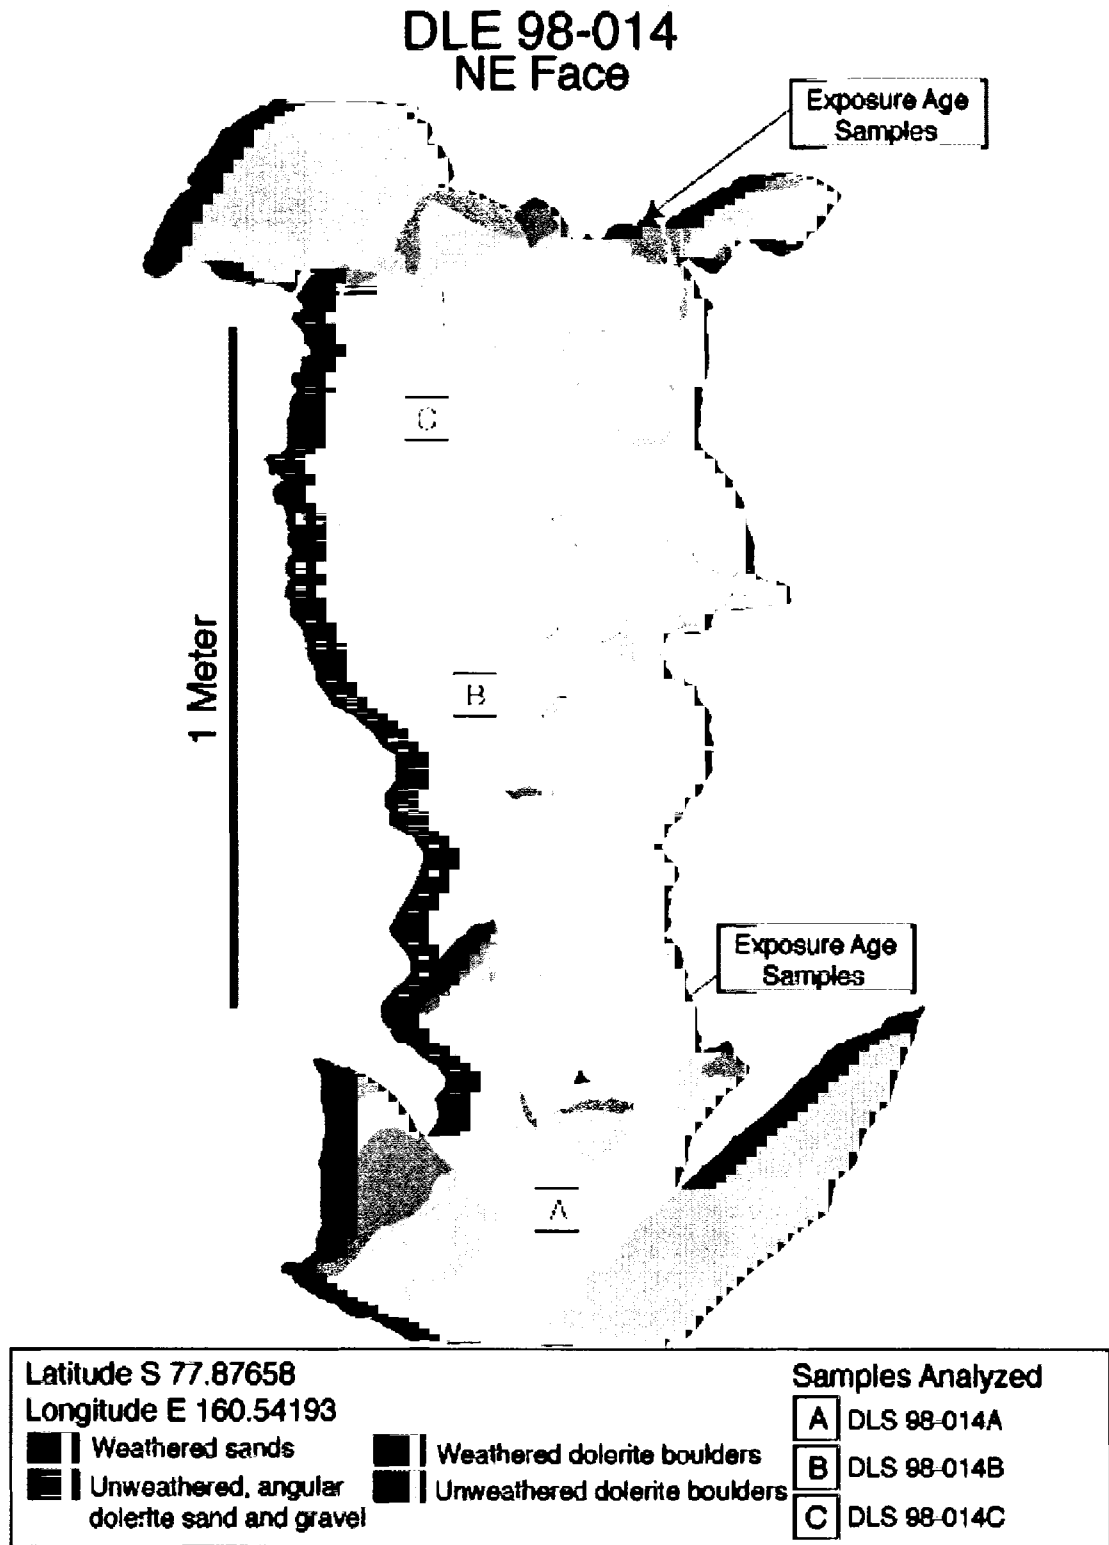 DLE 98-014
NE Face
Exposure Age
Samples
C
1 Meter
B
Exposure Age
Samples
A
Latitude S 77.87658
Longitude E 160.54193
Weathered sands
Unweathered, angular
dolerite sand and gravel
Weathered dolerite boulders
Unweathered dolerite boulders
Samples Analyzed
A DLS 98-014A
B DLS 98-014B
C DLS 98-014C